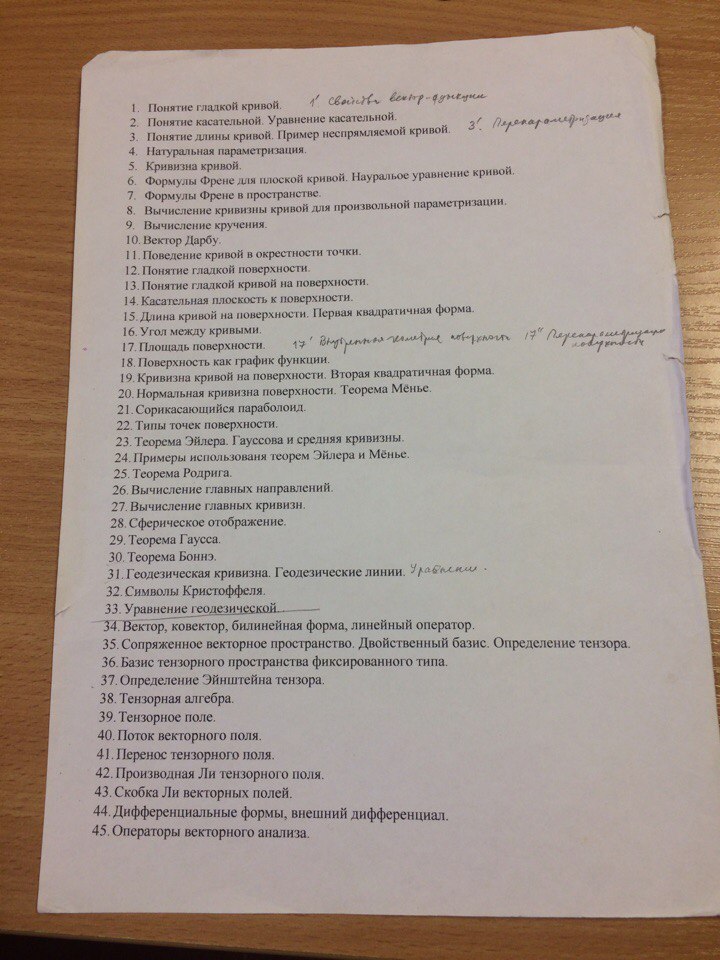 1. Понятие гладкой кривой. 1' Свойства вектор-функции
2. Понятие касательной. Уравнение касательной.
3. Понятие длины кривой. Пример неспрямляемой кривой. 3'. Перепараметризация
4. Натуральная параметризация.
5. Кривизна кривой.
6. Формулы Френе для плоской кривой. Науральое уравнение кривой.
7. Формулы Френе в пространстве.
8. Вычисление кривизны кривой для произвольной параметризации.
9. Вычисление кручения.
10. Вектор Дарбу.
11. Поведение кривой в окрестности точки.
12. Понятие гладкой поверхности.
13. Понятие гладкой кривой на поверхности.
14. Касательная плоскость к поверхности.
15. Длина кривой на поверхности. Первая квадратичная форма.
16. Угол между кривыми.
17. Площадь поверхности. 17' Внутренняя геометрия поверхности 17'' Перепараметризация
поверхности
18. Поверхность как график функции.
19. Кривизна кривой на поверхности. Вторая квадратичная форма.
20. Нормальная кривизна поверхности. Теорема Мёнье.
21. Сорикасающийся параболоид.
22. Типы точек поверхности.
23. Теорема Эйлера. Гауссова и средняя кривизны.
24. Примеры использованя теорем Эйлера и Мёнье.
25. Теорема Родрига.
26. Вычисление главных направлений.
27. Вычисление главных кривизн.
28. Сферическое отображение.
29. Теорема Гаусса.
30. Теорема Боннэ.
31. Геодезическая кривизна. Геодезические линии. Уравнение.
32. Символы Кристоффеля.
33. Уравнение геодезической.
34. Вектор, ковектор, билинейная форма, линейный оператор.
35. Сопряженное векторное пространство. Двойственный базис. Определение тензора.
36. Базис тензорного пространства фиксированного типа.
37. Определение Эйнштейна тензора.
38. Тензорная алгебра.
39. Тензорное поле.
40. Поток векторного поля.
41. Перенос тензорного поля.
42. Производная Ли тензорного поля.
43. Скобка Ли векторных полей.
44. Дифференциальные формы, внешний дифференциал.
45. Операторы векторного анализа.